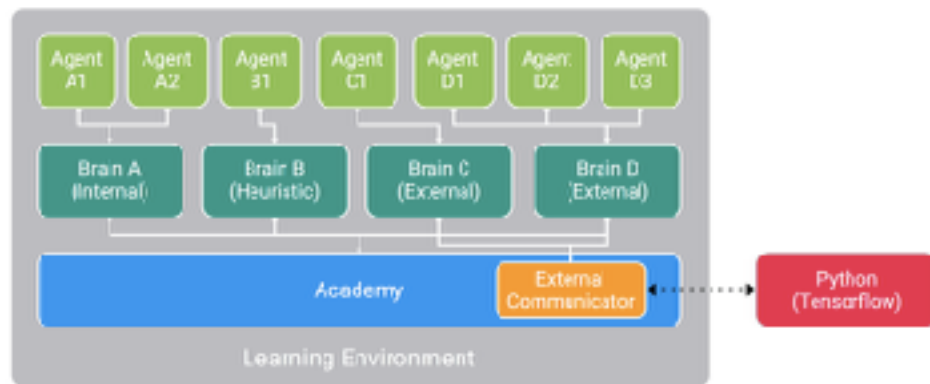 Agent
A1
Agent
A2
Agent
B1
Agent
C1
Agent
D1
Agent
D2
Agent
D3
Brain A
(Internal)
Brain B
(Heuristic)
Brain C
(External)
Brain D
(External)
Academy
External
Communicator
Python
(Tensorflow)
Learning Environment